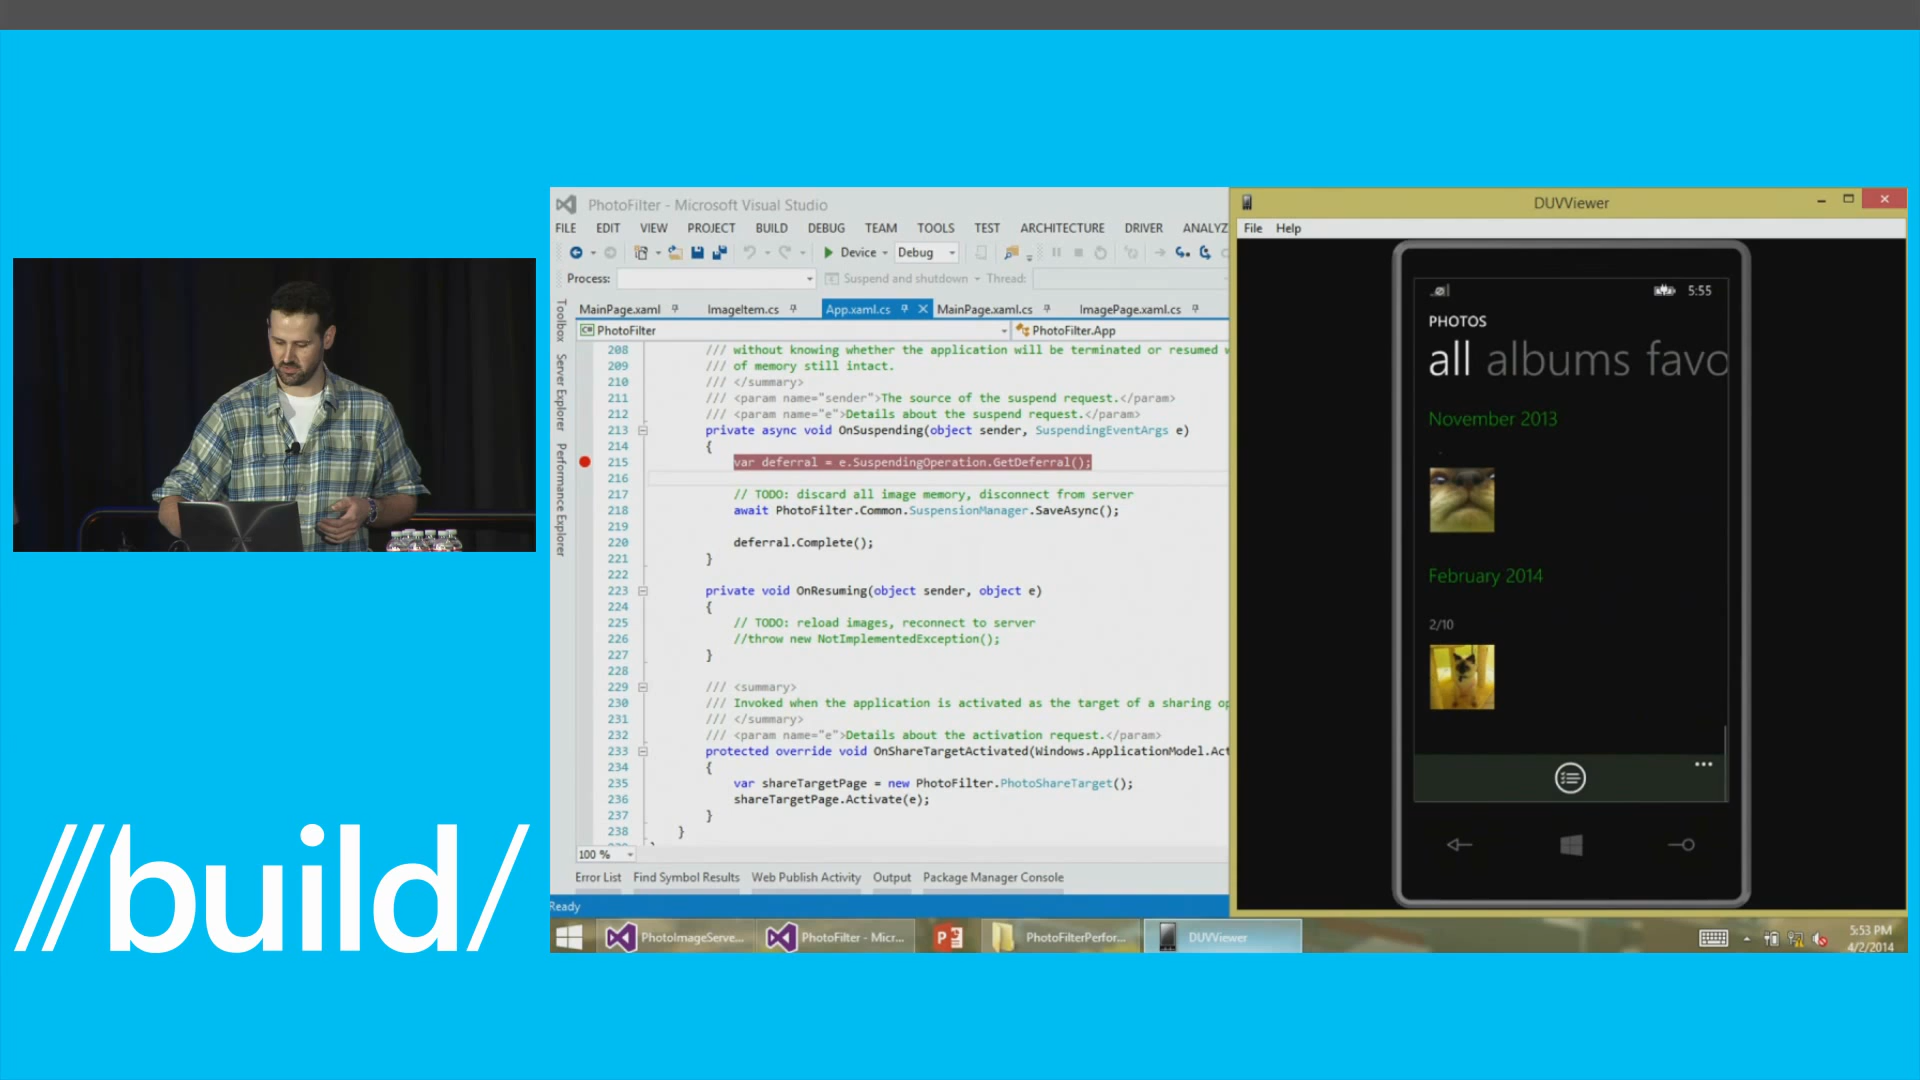 //build/
PhotoFilter - Microsoft Visual Studio
FILE EDIT VIEW PROJECT BUILD DEBUG TEAM TOOLS TEST ARCHITECTURE DRIVER ANALYZ
Device Debug
Process: Suspend and shutdown Thread:
MainPage.xaml ImageItem.cs App.xaml.cs MainPage.xaml.cs ImagePage.xaml.cs
PhotoFilter PhotoFilter.App
Toolbox
Server Explorer
Performance Explorer
208 /// without knowing whether the application will be terminated or resumed w
209 /// of memory still intact.
210 /// </summary>
211 /// <param name="sender">The source of the suspend request.</param>
212 /// <param name="e">Details about the suspend request.</param>
213 private async void OnSuspending(object sender, SuspendingEventArgs e)
214 {
215 var deferral = e.SuspendingOperation.GetDeferral();
216
217 // TODO: discard all image memory, disconnect from server
218 await PhotoFilter.Common.SuspensionManager.SaveAsync();
219
220 deferral.Complete();
221 }
222
223 private void OnResuming(object sender, object e)
224 {
225 // TODO: reload images, reconnect to server
226 //throw new NotImplementedException();
227 }
228
229 /// <summary>
230 /// Invoked when the application is activated as the target of a sharing op
231 /// </summary>
232 /// <param name="e">Details about the activation request.</param>
233 protected override void OnShareTargetActivated(Windows.ApplicationModel.Act
234 {
235 var shareTargetPage = new PhotoFilter.PhotoShareTarget();
236 shareTargetPage.Activate(e);
237 }
238 }
100 %
Error List Find Symbol Results Web Publish Activity Output Package Manager Console
Ready
DUVViewer
File Help
5:55
PHOTOS
all albums favo
November 2013
February 2014
2/10
PhotoImageServe... PhotoFilter - Micr... PhotoFilterPerfor... DUVViewer
5:53 PM
4/2/2014